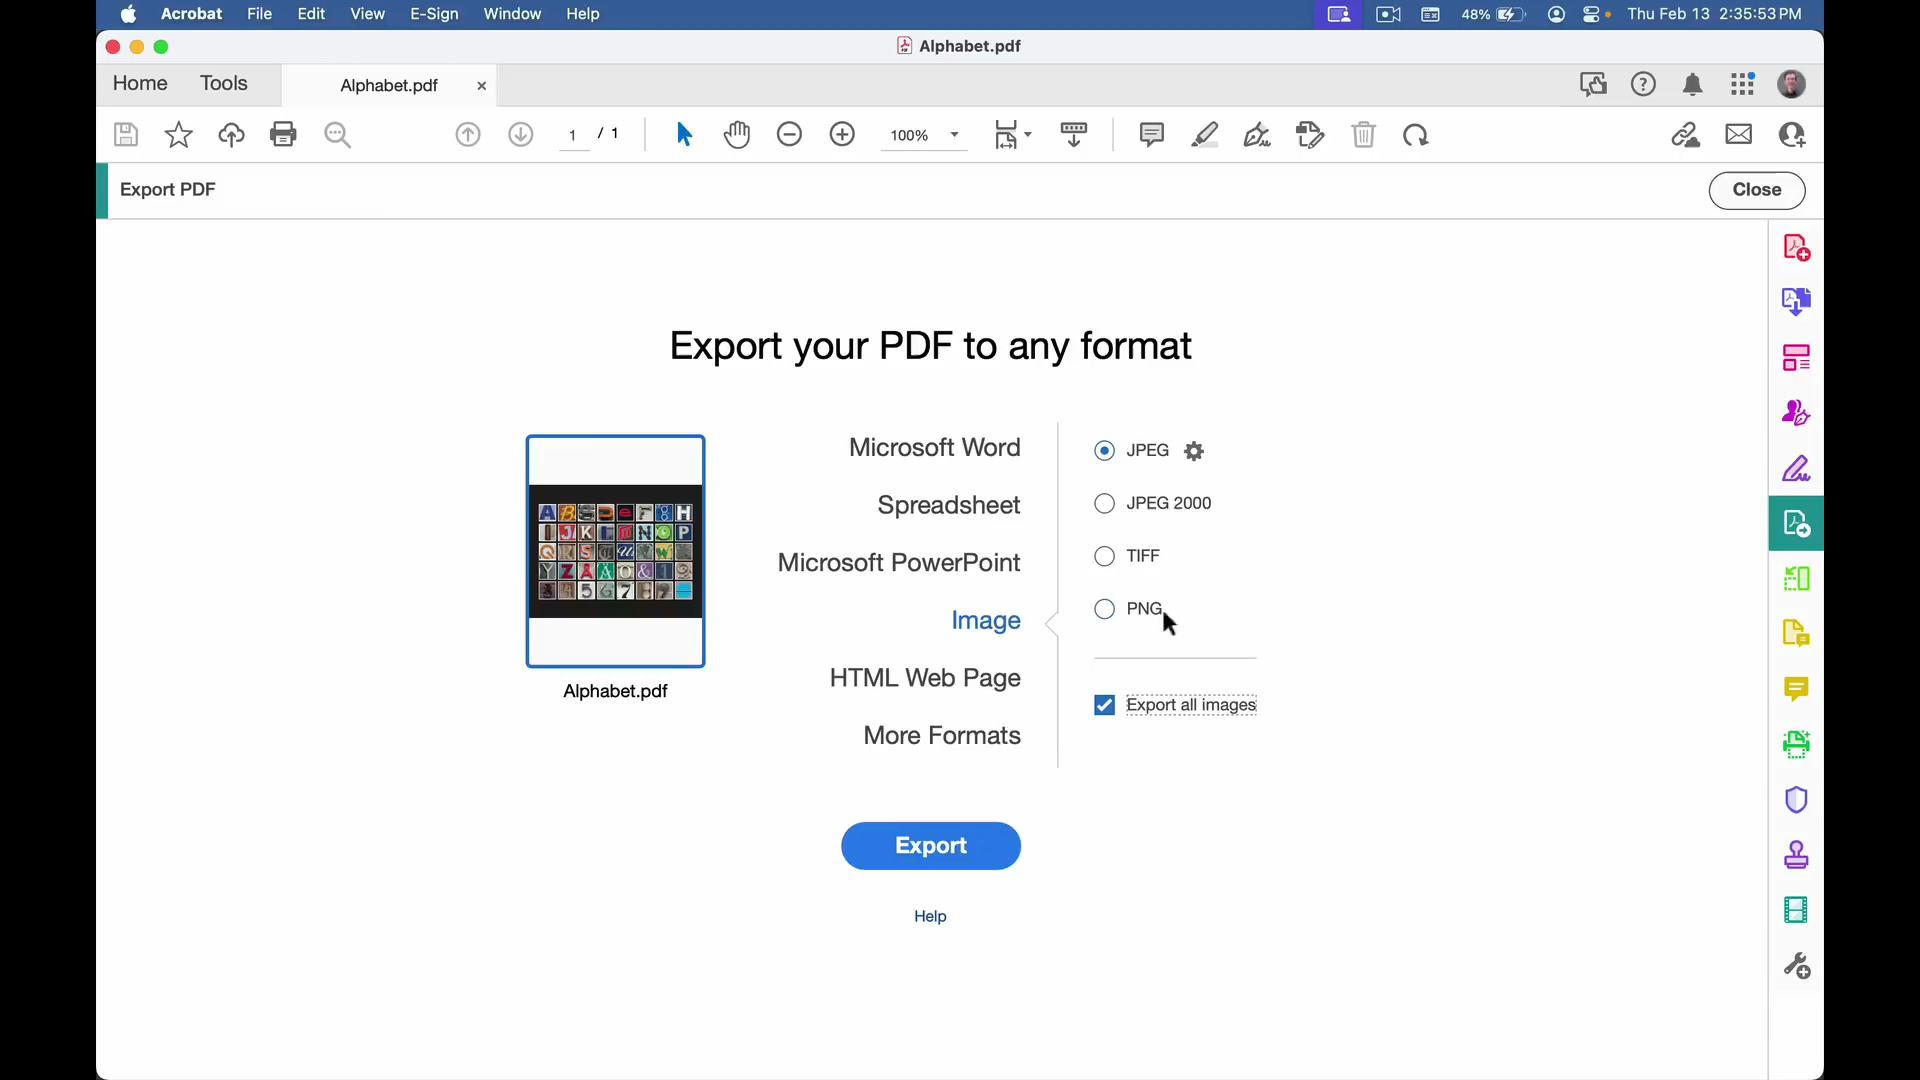 Acrobat File Edit View E-Sign Window Help 48% Thu Feb 13 2:35:53 PM
Alphabet.pdf
Home Tools Alphabet.pdf
1 / 1 100%
Export PDF Close
Export your PDF to any format
Microsoft Word
Spreadsheet
Microsoft PowerPoint
Image
HTML Web Page
More Formats
JPEG
JPEG 2000
TIFF
PNG
Export all images
Alphabet.pdf
Export
Help